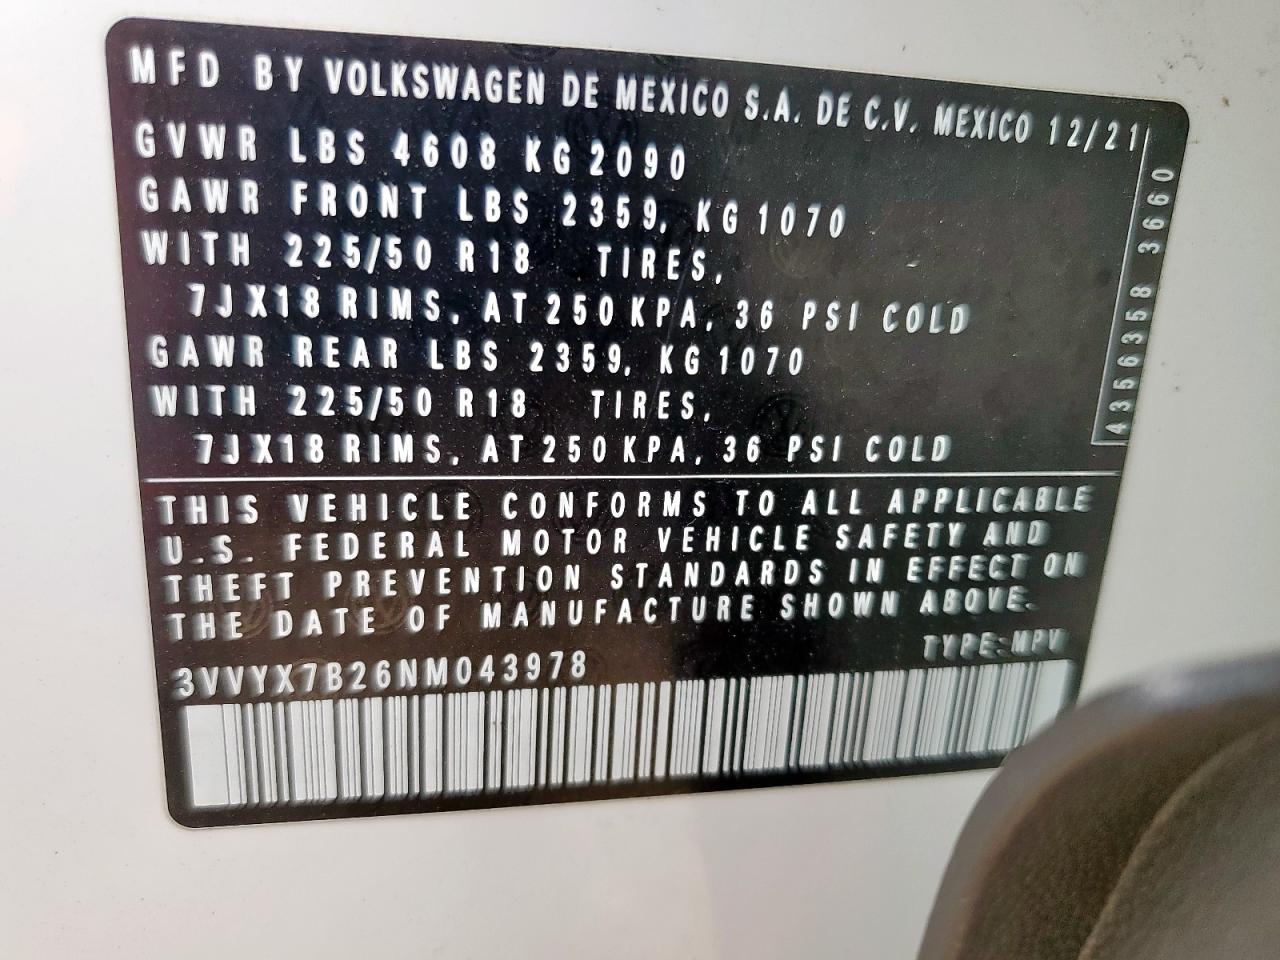 MFD BY VOLKSWAGEN DE MEXICO S.A. DE C.V. MEXICO 12/21
GVWR LBS 4608 KG 2090
GAWR FRONT LBS 2359, KG 1070
WITH 225/50 R18 TIRES,
7JX18 RIMS, AT 250 KPA, 36 PSI COLD
GAWR REAR LBS 2359, KG 1070
WITH 225/50 R18 TIRES,
7JX18 RIMS, AT 250 KPA, 36 PSI COLD
4356358 3660
THIS VEHICLE CONFORMS TO ALL APPLICABLE
U.S. FEDERAL MOTOR VEHICLE SAFETY AND
THEFT PREVENTION STANDARDS IN EFFECT ON
THE DATE OF MANUFACTURE SHOWN ABOVE.
TYPE: MPV
3VVYX7B26NM043978